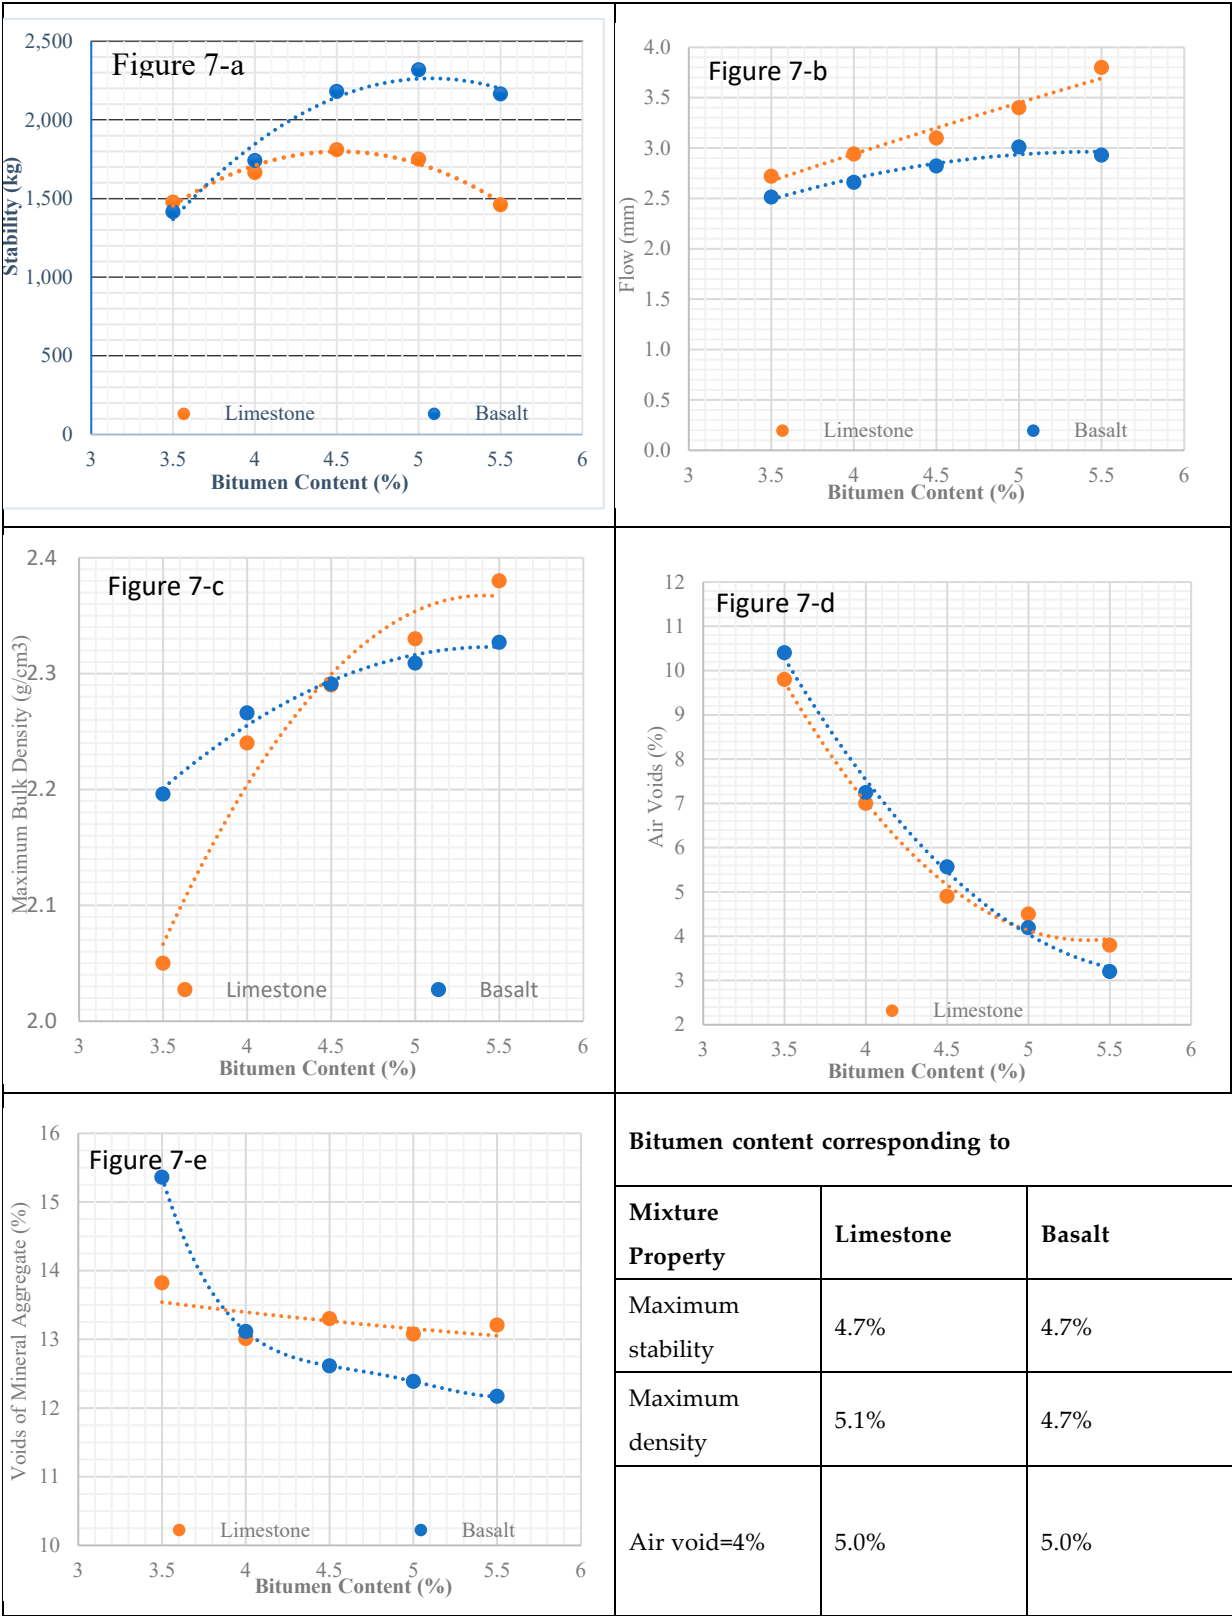 Figure 7-a
Stability (kg)
2,500
2,000
1,500
1,000
500
0
3 3.5 4 4.5 5 5.5 6
Limestone Basalt
Bitumen Content (%)
Figure 7-b
Flow (mm)
4.0
3.5
3.0
2.5
2.0
1.5
1.0
0.5
0.0
3 3.5 4 4.5 5 5.5 6
Limestone Basalt
Bitumen Content (%)
Figure 7-c
Maximum Bulk Density (g/cm3)
2.4
2.3
2.2
2.1
2.0
3 3.5 4 4.5 5 5.5 6
Limestone Basalt
Bitumen Content (%)
Figure 7-d
Air Voids (%)
12
11
10
9
8
7
6
5
4
3
2
3 3.5 4 4.5 5 5.5 6
Limestone
Bitumen Content (%)
Figure 7-e
Voids of Mineral Aggregate (%)
16
15
14
13
12
11
10
3 3.5 4 4.5 5 5.5 6
Limestone Basalt
Bitumen Content (%)
Bitumen content corresponding to
Mixture
Property
Limestone
Basalt
Maximum
stability
4.7%
4.7%
Maximum
density
5.1%
4.7%
Air void=4%
5.0%
5.0%